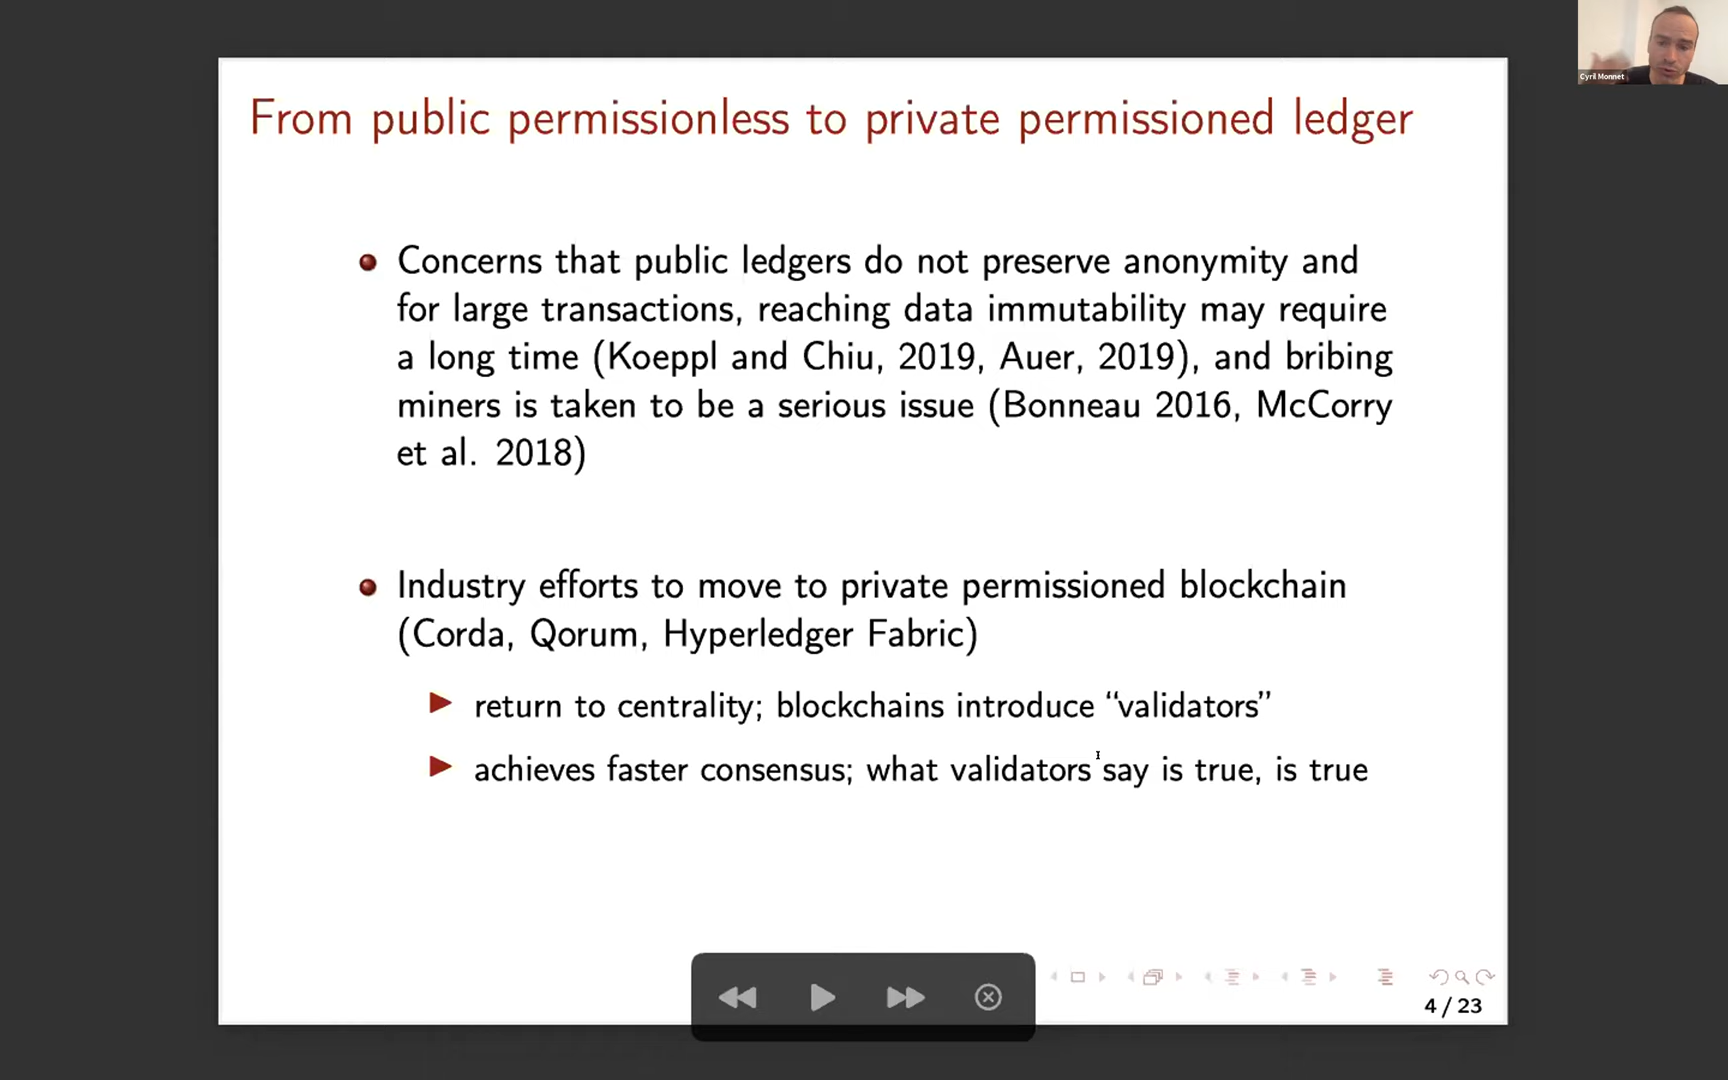 Cyril Monnet
From public permissionless to private permissioned ledger
Concerns that public ledgers do not preserve anonymity and
for large transactions, reaching data immutability may require
a long time (Koeppl and Chiu, 2019, Auer, 2019), and bribing
miners is taken to be a serious issue (Bonneau 2016, McCorry
et al. 2018)
Industry efforts to move to private permissioned blockchain
(Corda, Qorum, Hyperledger Fabric)
return to centrality; blockchains introduce “validators”
achieves faster consensus; what validators say is true, is true
4 / 23